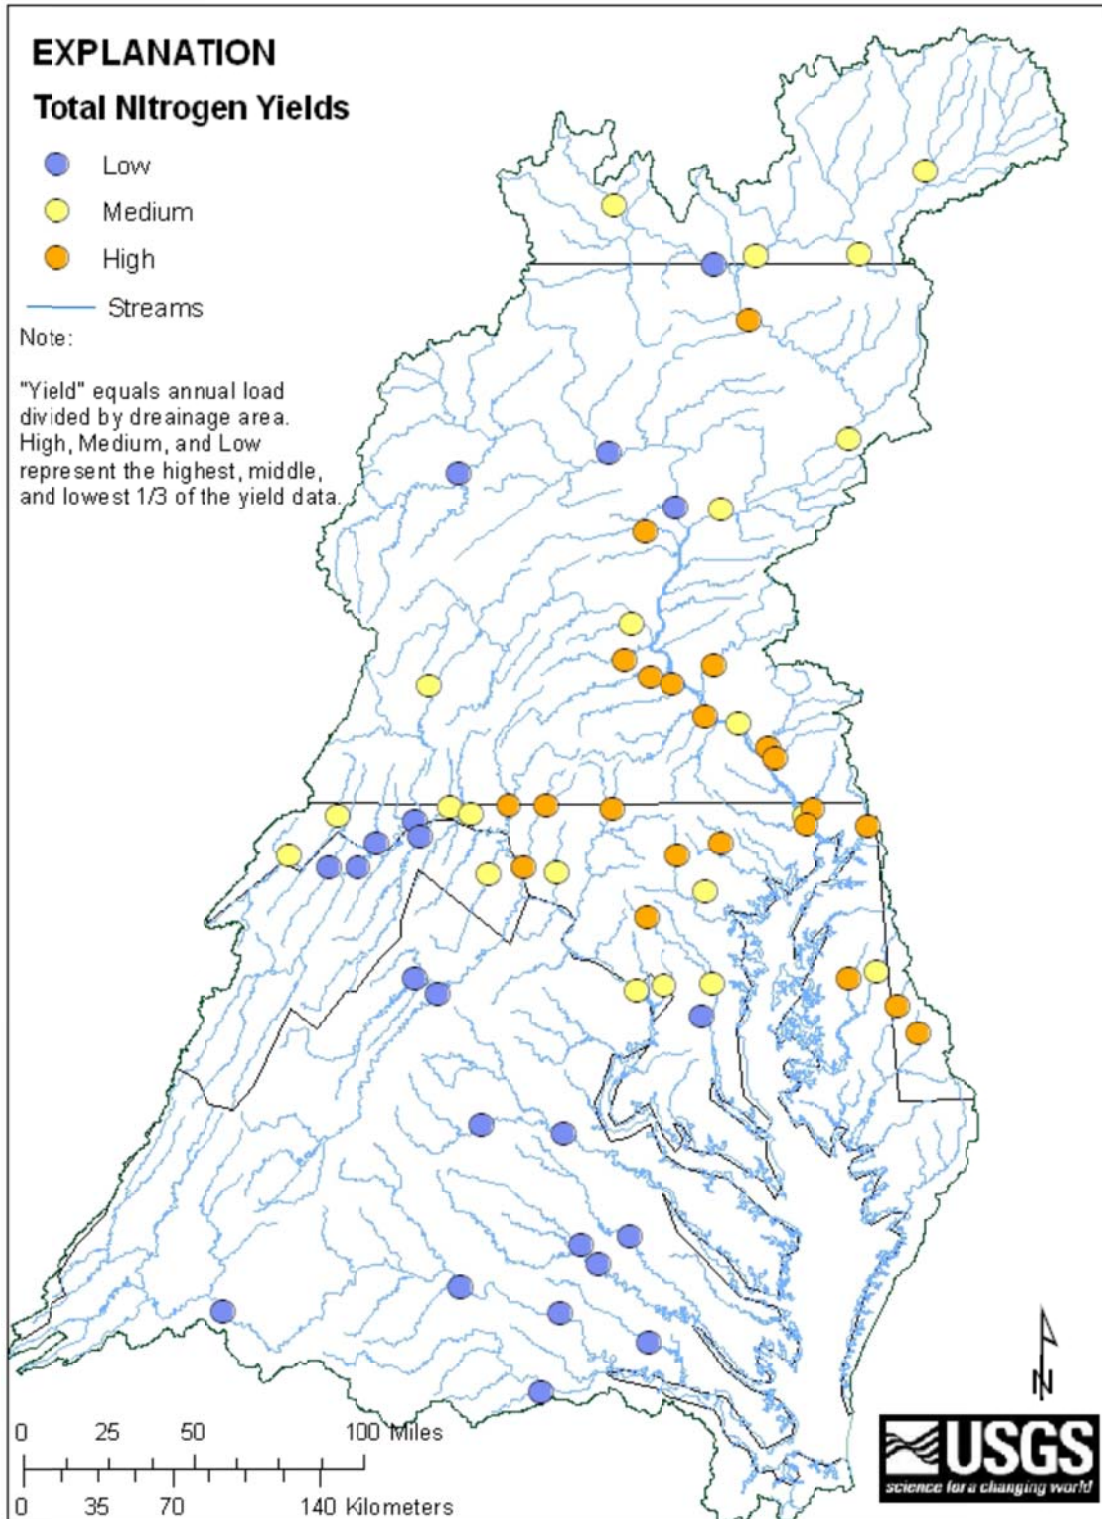 EXPLANATION
Total NItrogen Yields
Low
Medium
High
Streams
Note:
"Yield" equals annual load
divided by dreainage area.
High, Medium, and Low
represent the highest, middle,
and lowest 1/3 of the yield data.
N
0 25 50 100 Miles
0 35 70 140 Kilometers
USGS
science for a changing world